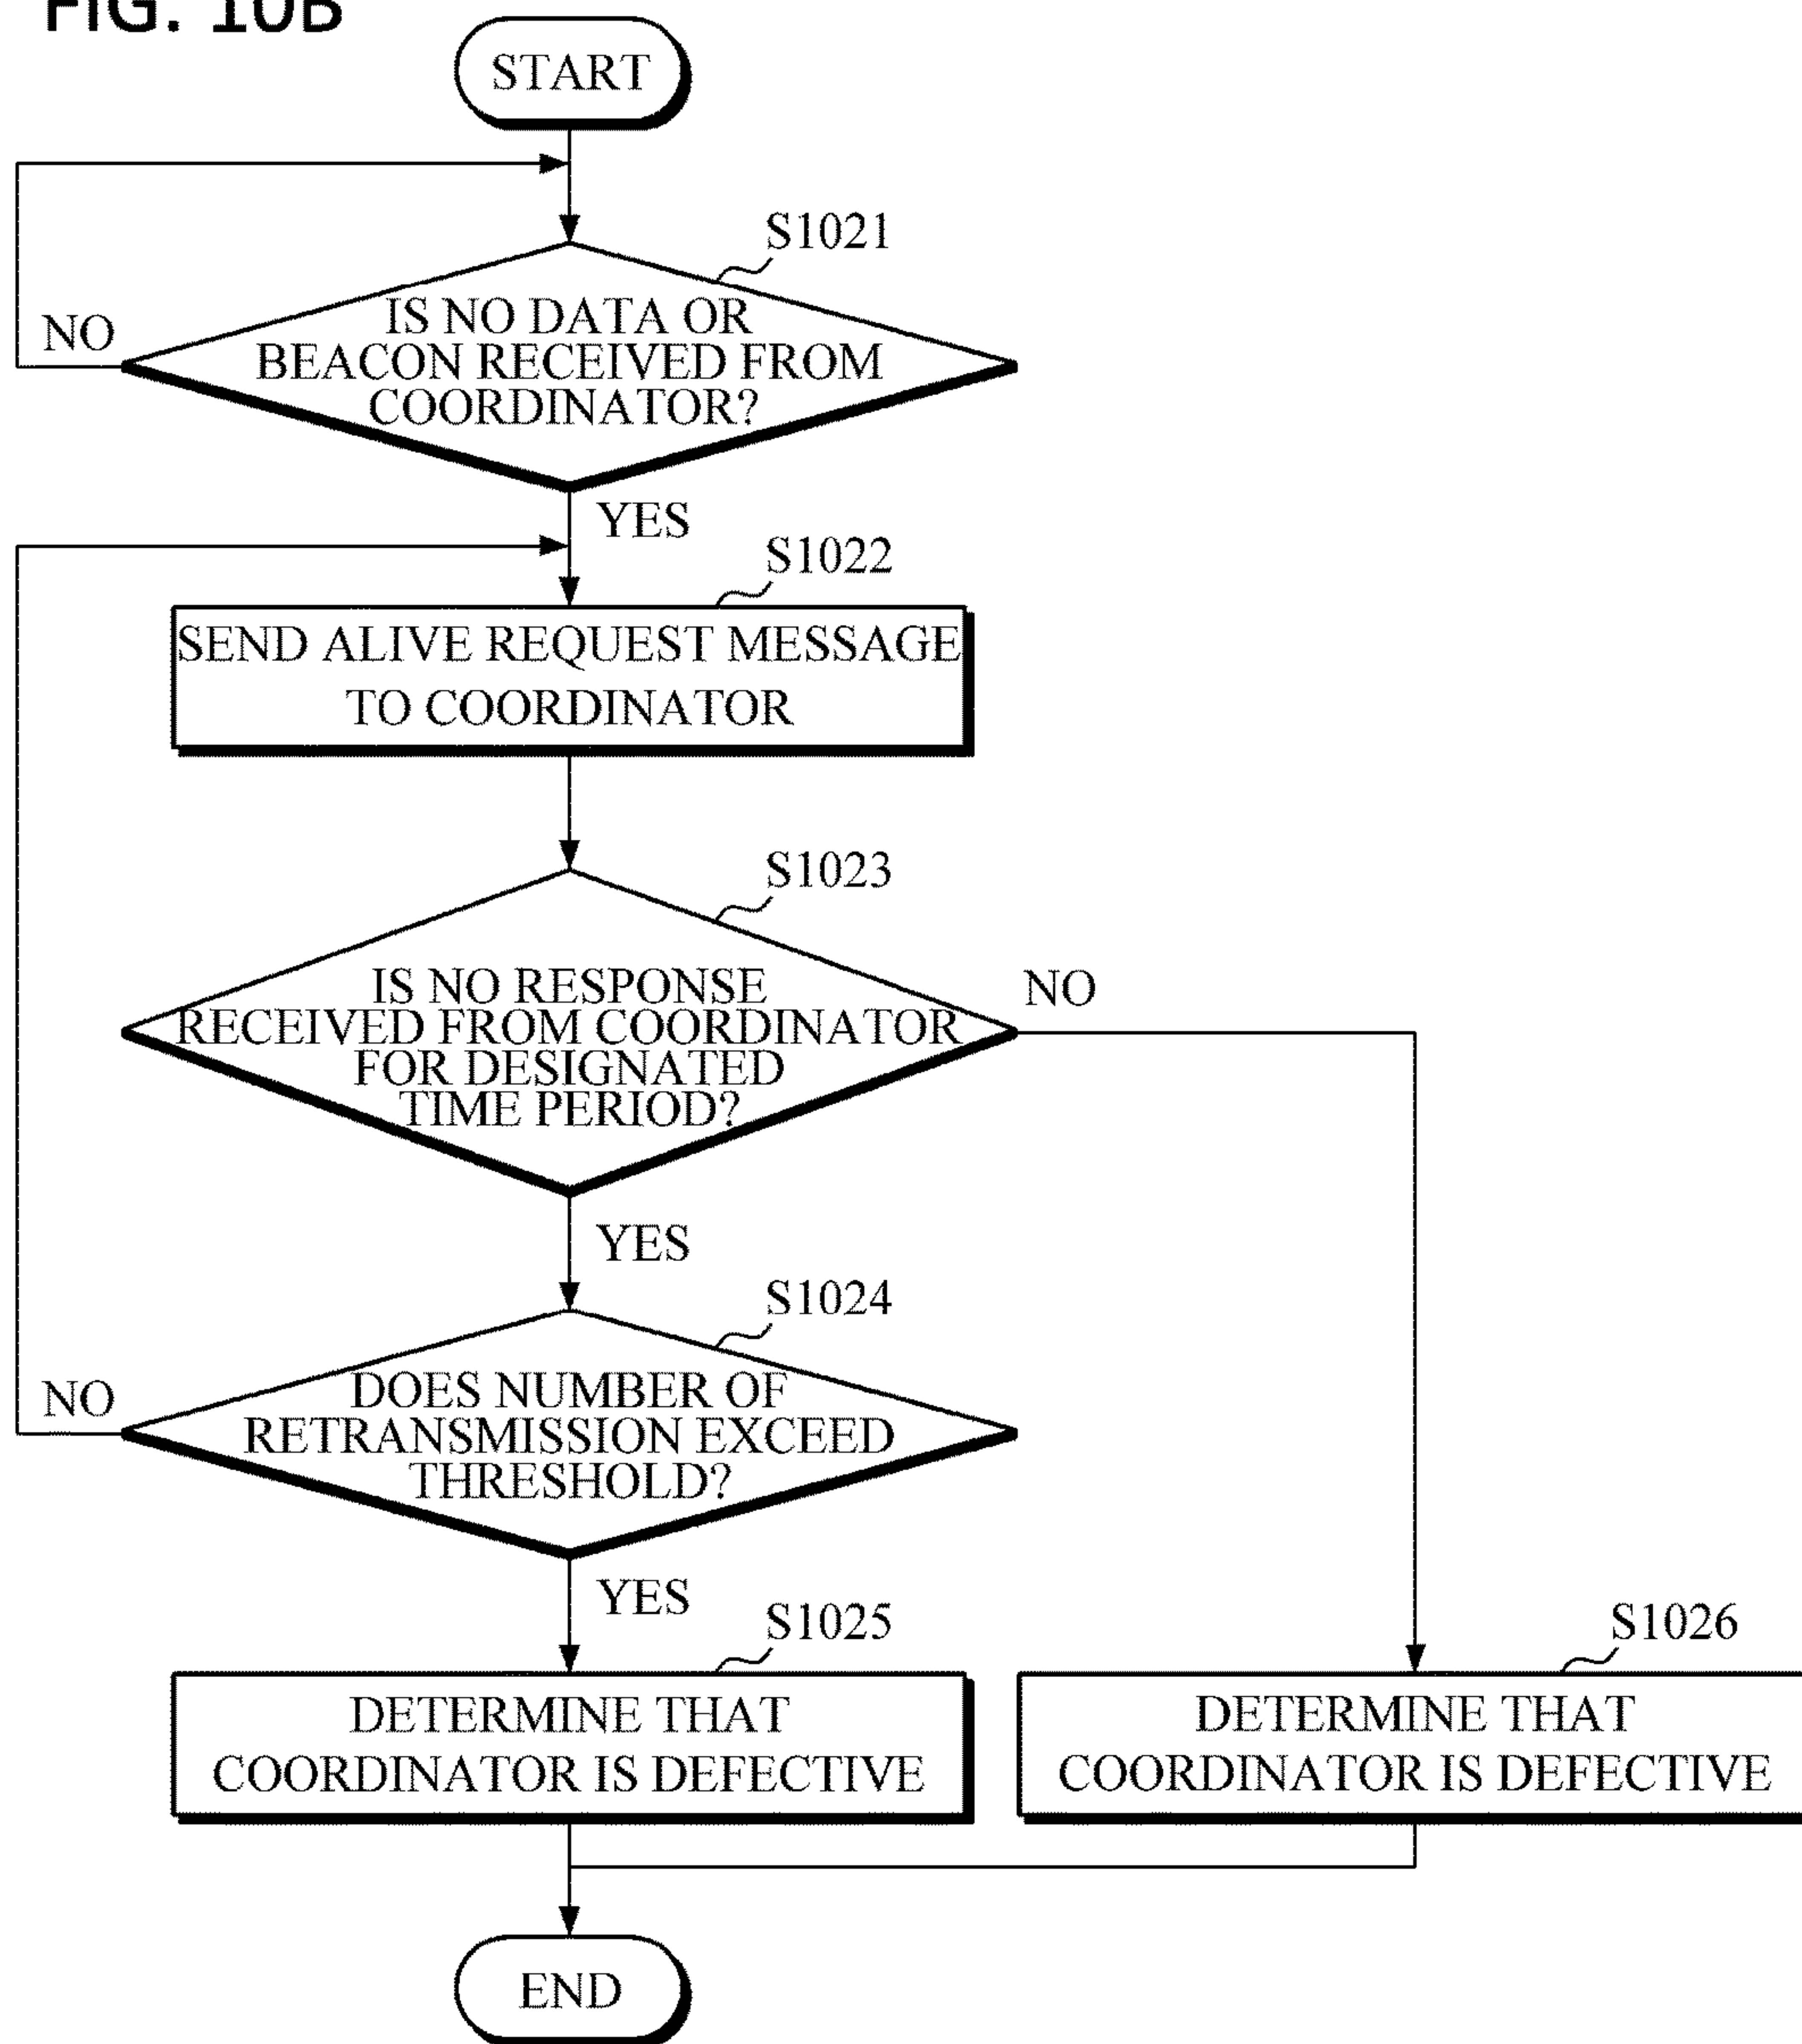 FIG. 10B
START
S1021
IS NO DATA OR
BEACON RECEIVED FROM
COORDINATOR?
NO
YES
S1022
SEND ALIVE REQUEST MESSAGE
TO COORDINATOR
S1023
IS NO RESPONSE
RECEIVED FROM COORDINATOR
FOR DESIGNATED
TIME PERIOD?
NO
YES
S1024
DOES NUMBER OF
RETRANSMISSION EXCEED
THRESHOLD?
NO
YES
S1025
DETERMINE THAT
COORDINATOR IS DEFECTIVE
S1026
DETERMINE THAT
COORDINATOR IS DEFECTIVE
END